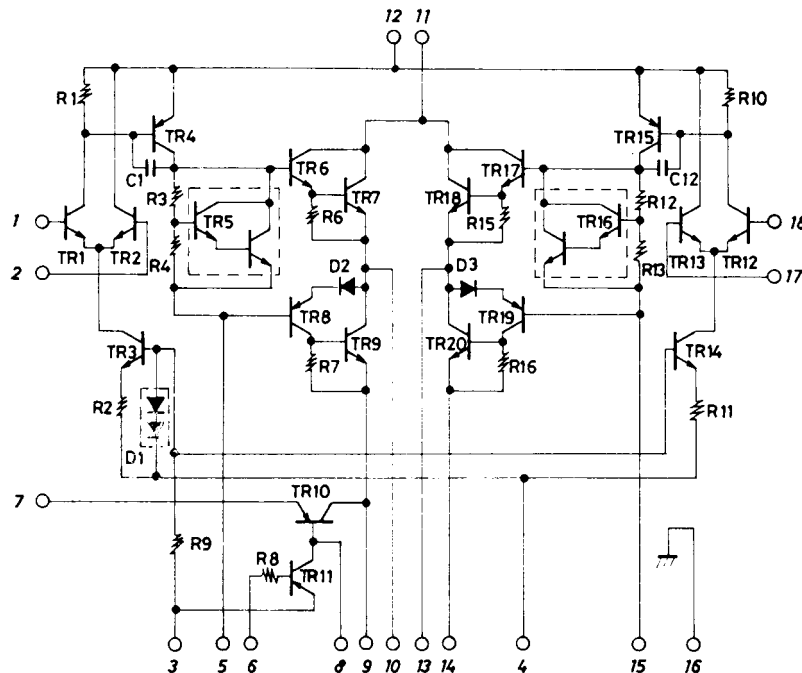 12 11
R1 R10
TR4 TR15
C1 TR6 TR17 C12
R3 TR7 TR18 R12
TR5 R6 R15 TR16
1 18
TR1 TR2 R4 D2 D3 R13 TR13 TR12
2 17
TR8 TR19
TR3 TR9 TR20 TR14
R7 R16
R2 R11
D1
7 TR10
R9 R8
TR11
3 5 6 8 9 10 13 14 4 15 16